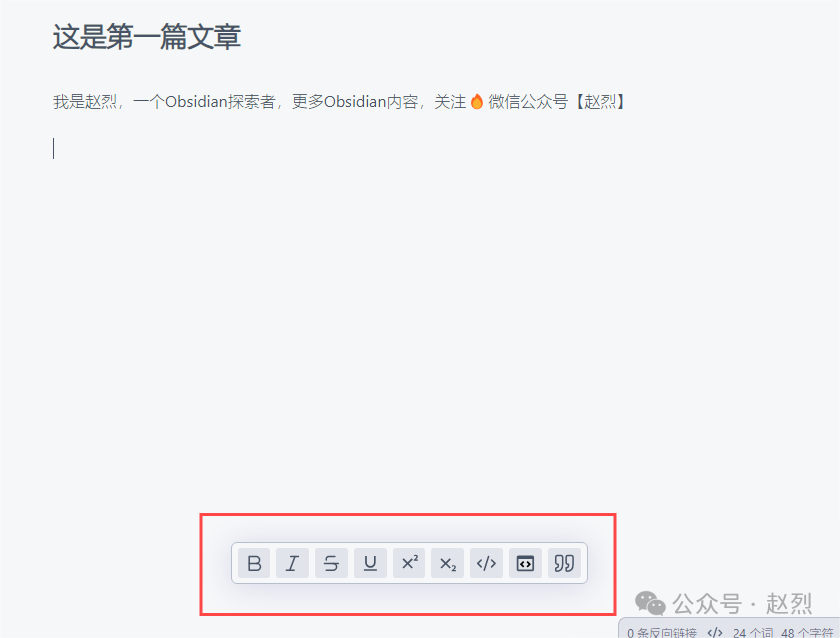 这是第一篇文章
我是赵烈，一个Obsidian探索者，更多Obsidian内容，关注🔥微信公众号【赵烈】
B I S U X² X₂ </>
公众号 · 赵烈
0 条反向链接 </> 24 个词 48 个字符